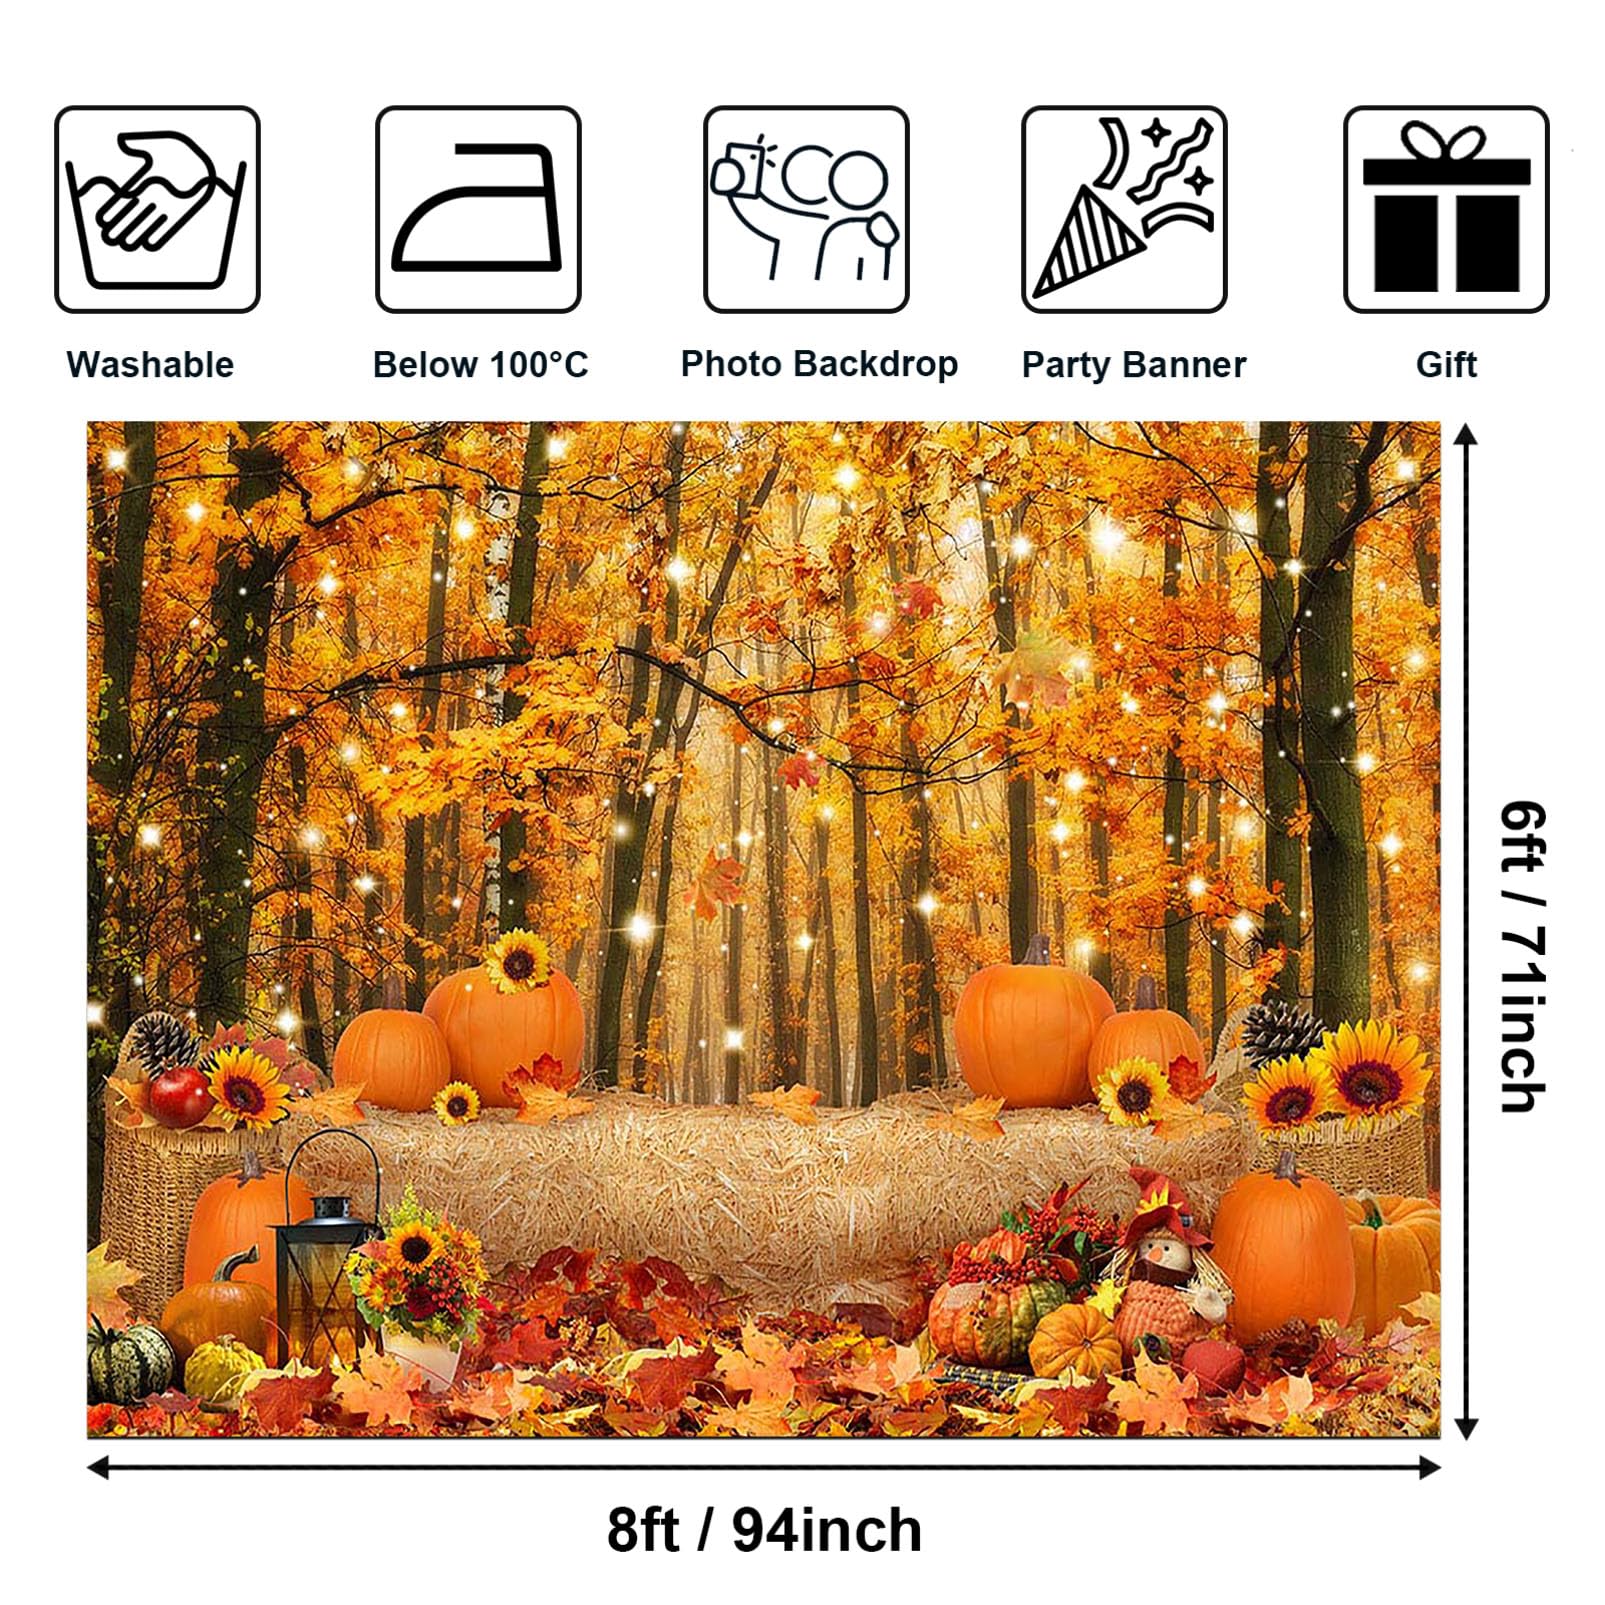 Washable
Below 100°C
Photo Backdrop
Party Banner
Gift
6ft / 71inch
8ft / 94inch